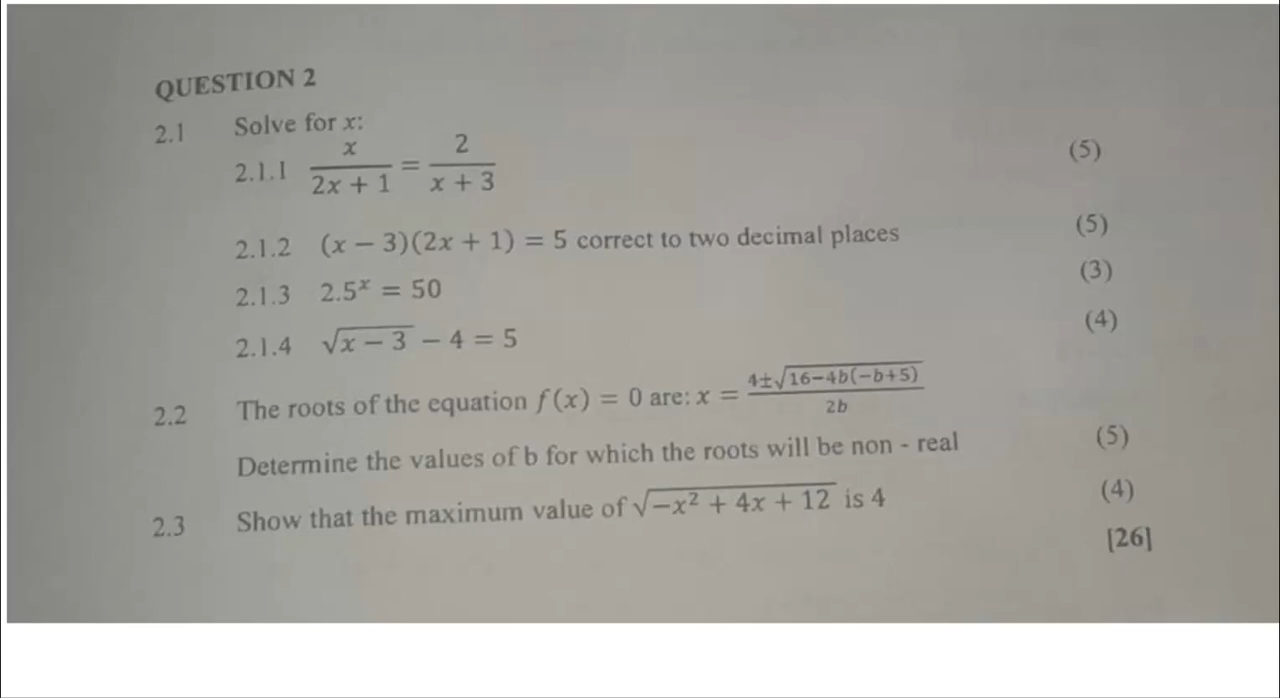 QUESTION 2
2.1 Solve for x:
2.1.1 x/(2x + 1) = 2/(x + 3) (5)
2.1.2 (x − 3)(2x + 1) = 5 correct to two decimal places (5)
2.1.3 2.5^x = 50 (3)
2.1.4 √(x − 3) − 4 = 5 (4)
2.2 The roots of the equation f(x) = 0 are: x = (4±√(16−4b(−b+5)))/(2b)
Determine the values of b for which the roots will be non - real (5)
2.3 Show that the maximum value of √(−x² + 4x + 12) is 4 (4)
[26]